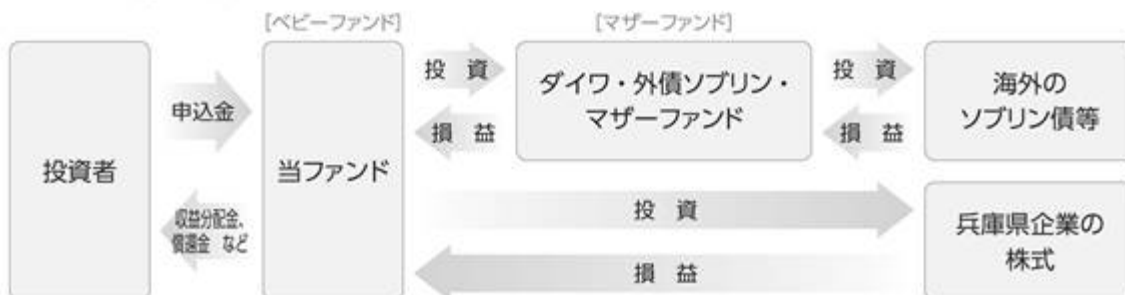 [ベビーファンド]
[マザーファンド]
投資者
申込金
収益分配金、
償還金 など
当ファンド
投 資
損 益
ダイワ・外債ソブリン・
マザーファンド
投 資
損 益
海外の
ソブリン債等
投 資
損 益
兵庫県企業の
株式